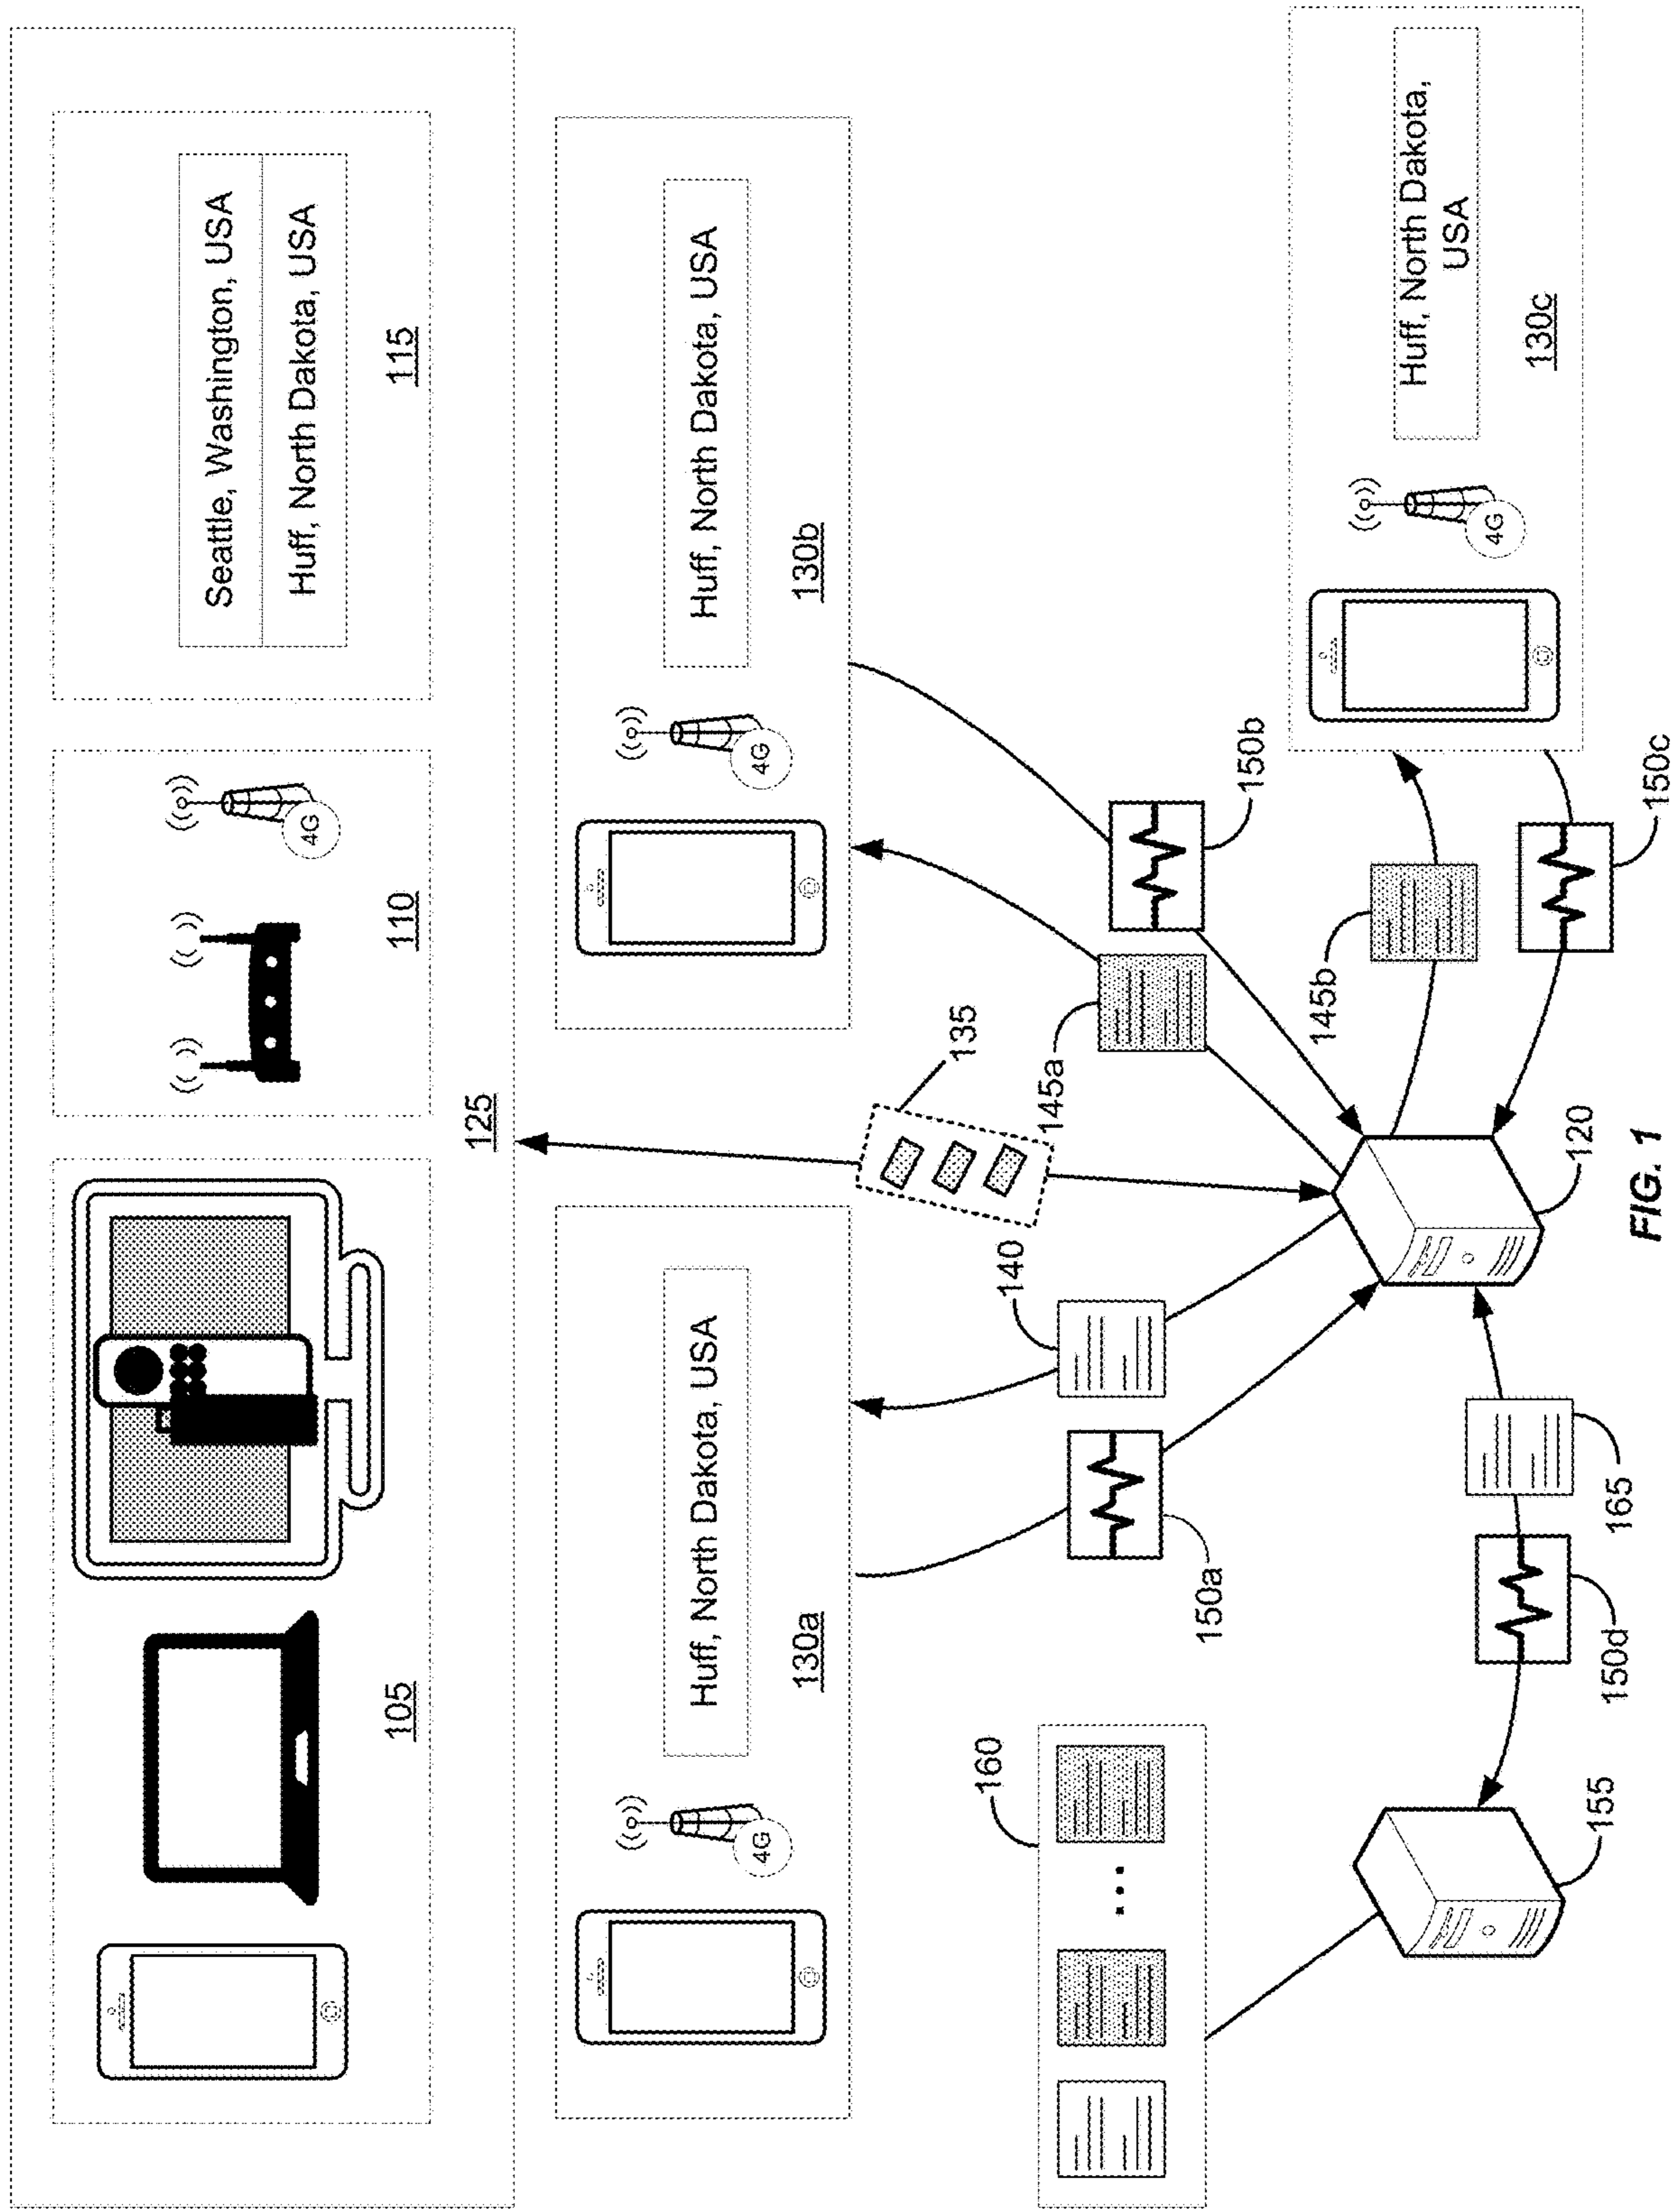 Seattle, Washington, USA
Huff, North Dakota, USA
4G
105
110
115
125
Huff, North Dakota, USA
4G
130a
Huff, North Dakota, USA
4G
130b
135
140
145a
150a
150b
160
Huff, North Dakota,
USA
4G
130c
145b
150c
120
165
150d
155
FIG. 1